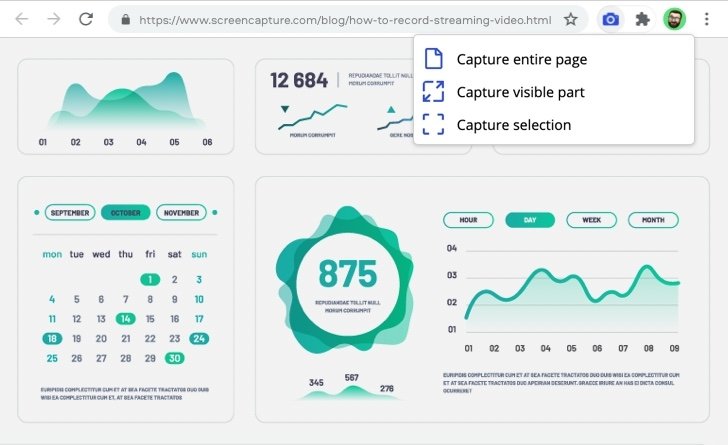 https://www.screencapture.com/blog/how-to-record-streaming-video.html
Capture entire page
Capture visible part
Capture selection
01 02 03 04 05 06
12 684
REPUDIANDAE TOLLIT NULL
MORUM CORRUMPIT
MORUM CORRUMPIT
SEPTEMBER OCTOBER NOVEMBER
mon tue wed thu fri sat sun
1 2 3
4 5 6 7 8 9 10
11 12 13 14 15 16 17
18 19 20 21 22 23 24
25 26 27 28 29 30
EURIPIDIS COMPLECTITUR CUM ET AT SEA FACETE TRACTATOS DUO DUIS
WISI EA COMPLECTITUR CUM ET, AT SEA FACETE TRACTATOS
875
REPUDIANDAE TOLLIT NULL
MORUM CORRUMPIT
345 567 276
HOUR DAY WEEK MONTH
04
03
02
01
01 02 03 04 05 06 07 08 09
EURIPIDIS COMPLECTITUR CUM ET AT SEA FACETE TRACTATOS DUO DUIS WISI EA COMPLECTITUR CUM
ET AT SEA FACETE TRACTATOS DUO APEIRIAN DESERUNT. GRAECE IRIURE AN HAS EI DICTA CONSUL
OCURRERET